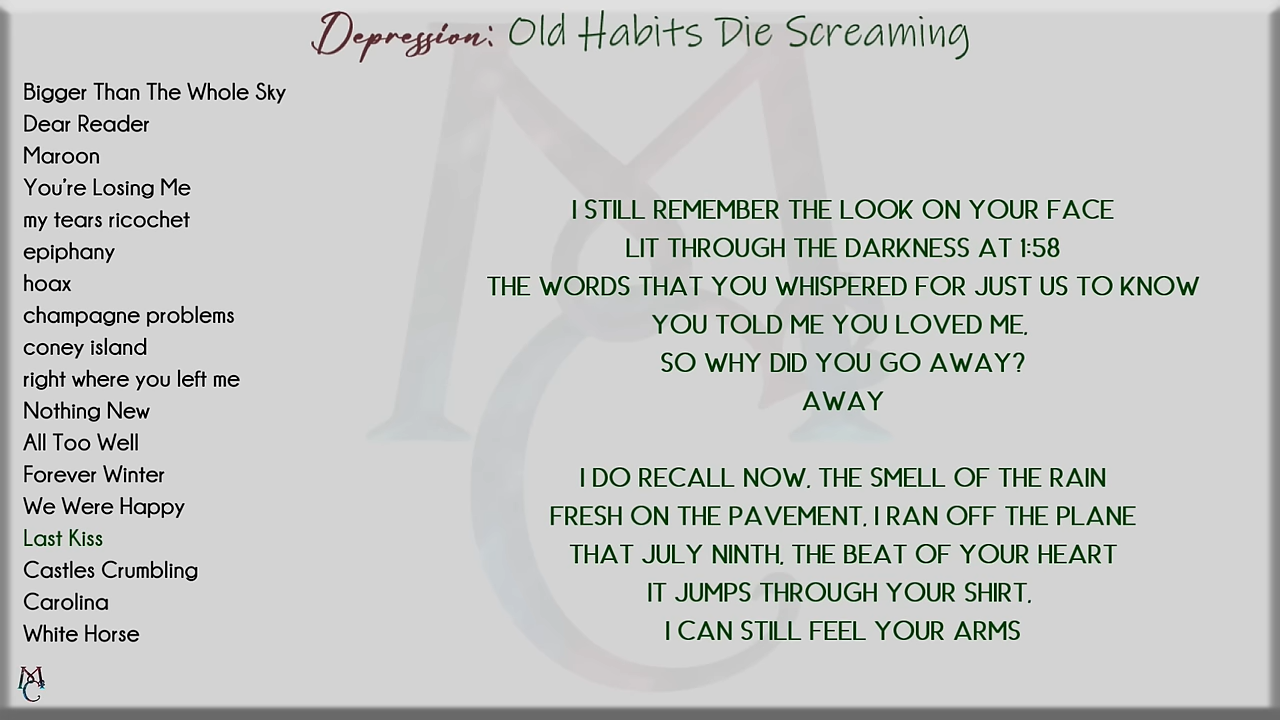 Depression: Old Habits Die Screaming
Bigger Than The Whole Sky
Dear Reader
Maroon
You're Losing Me
my tears ricochet
epiphany
hoax
champagne problems
coney island
right where you left me
Nothing New
All Too Well
Forever Winter
We Were Happy
Last Kiss
Castles Crumbling
Carolina
White Horse
I STILL REMEMBER THE LOOK ON YOUR FACE
LIT THROUGH THE DARKNESS AT 1:58
THE WORDS THAT YOU WHISPERED FOR JUST US TO KNOW
YOU TOLD ME YOU LOVED ME,
SO WHY DID YOU GO AWAY?
AWAY
I DO RECALL NOW, THE SMELL OF THE RAIN
FRESH ON THE PAVEMENT, I RAN OFF THE PLANE
THAT JULY NINTH, THE BEAT OF YOUR HEART
IT JUMPS THROUGH YOUR SHIRT,
I CAN STILL FEEL YOUR ARMS
MC